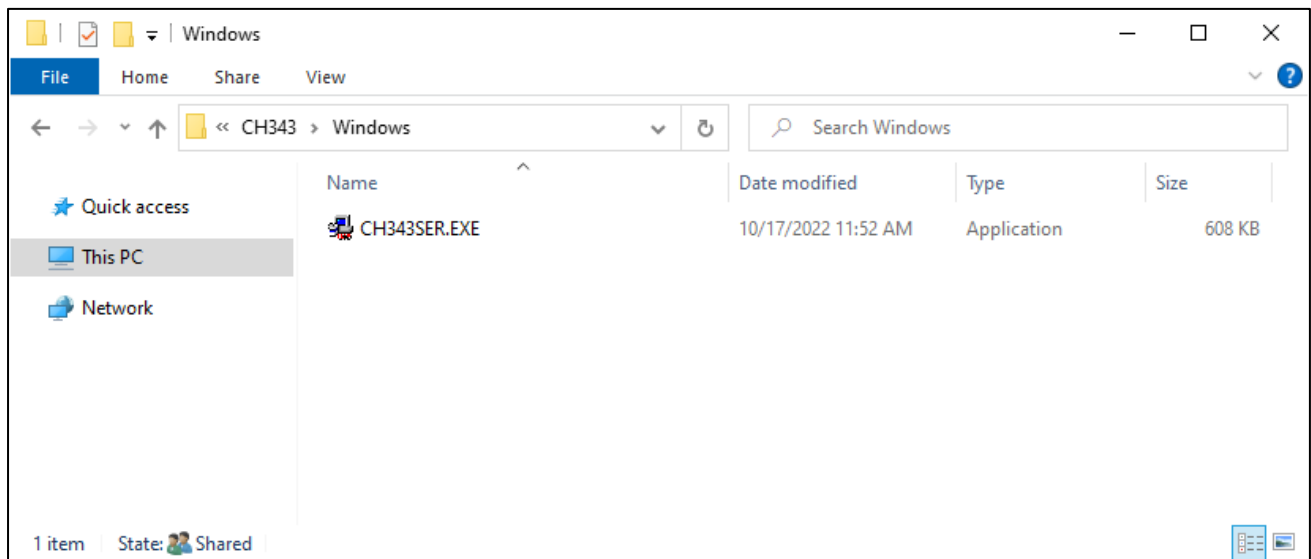 Windows
File Home Share View
« CH343 > Windows Search Windows
Name Date modified Type Size
Quick access
CH343SER.EXE 10/17/2022 11:52 AM Application 608 KB
This PC
Network
1 item State: Shared